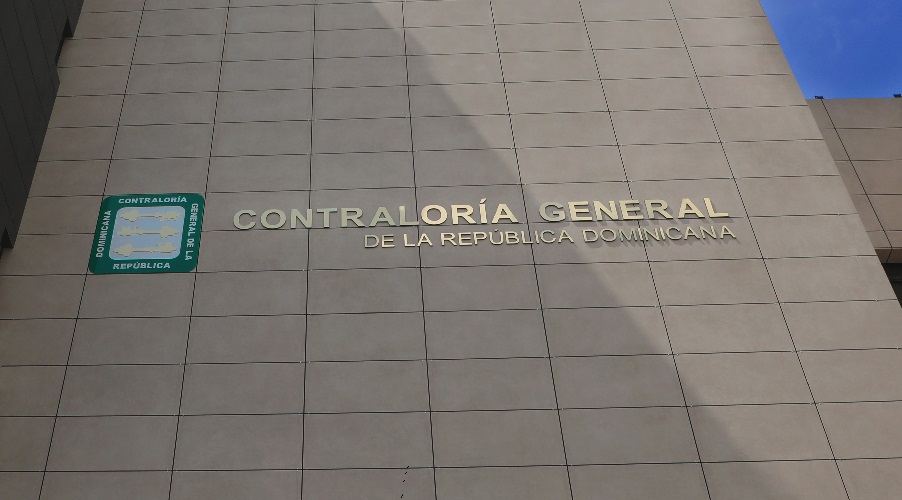 CONTRALORÍA
GENERAL DE LA
REPÚBLICA
DOMINICANA
CONTRALORÍA GENERAL
DE LA REPÚBLICA DOMINICANA